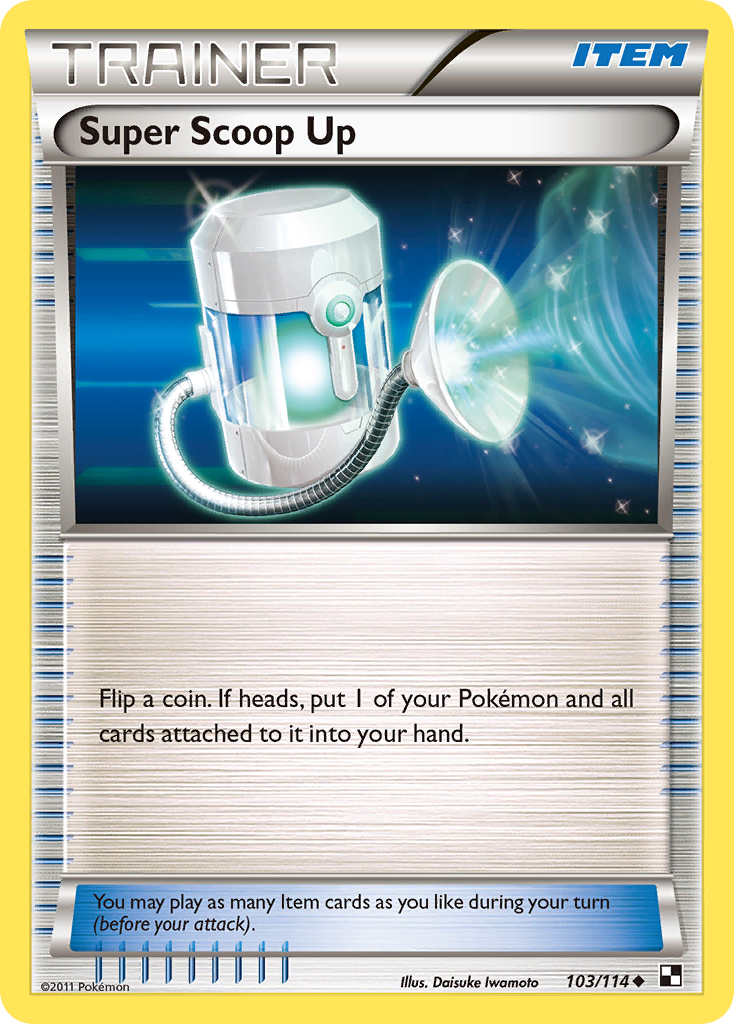 TRAINER
ITEM
Super Scoop Up
Flip a coin. If heads, put 1 of your Pokémon and all
cards attached to it into your hand.
You may play as many Item cards as you like during your turn
(before your attack).
©2011 Pokémon
Illus. Daisuke Iwamoto
103/114